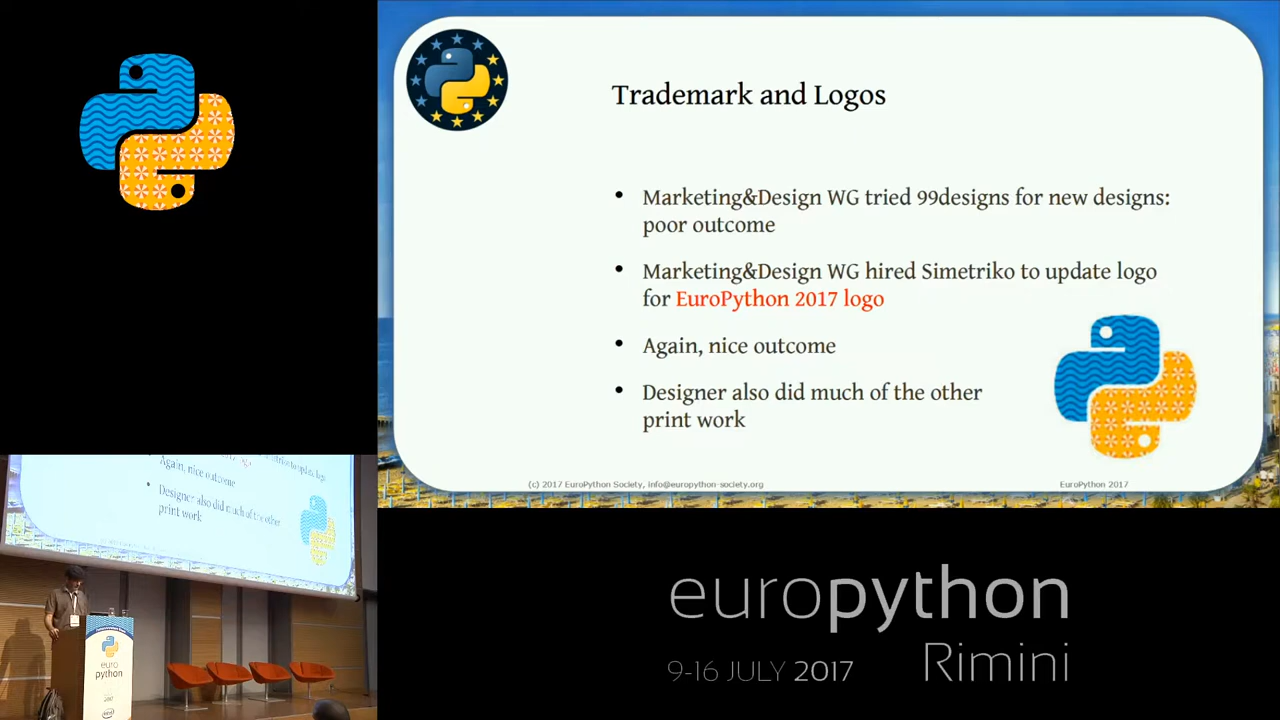 Trademark and Logos
• Marketing&Design WG tried 99designs for new designs:
poor outcome
• Marketing&Design WG hired Simetriko to update logo
for EuroPython 2017 logo
• Again, nice outcome
• Designer also did much of the other
print work
(c) 2017 EuroPython Society, info@europython-society.org
EuroPython 2017
Again, nice outcome
• Designer also did much of the other
print work
euro
python
2017
europython
9-16 JULY 2017
Rimini